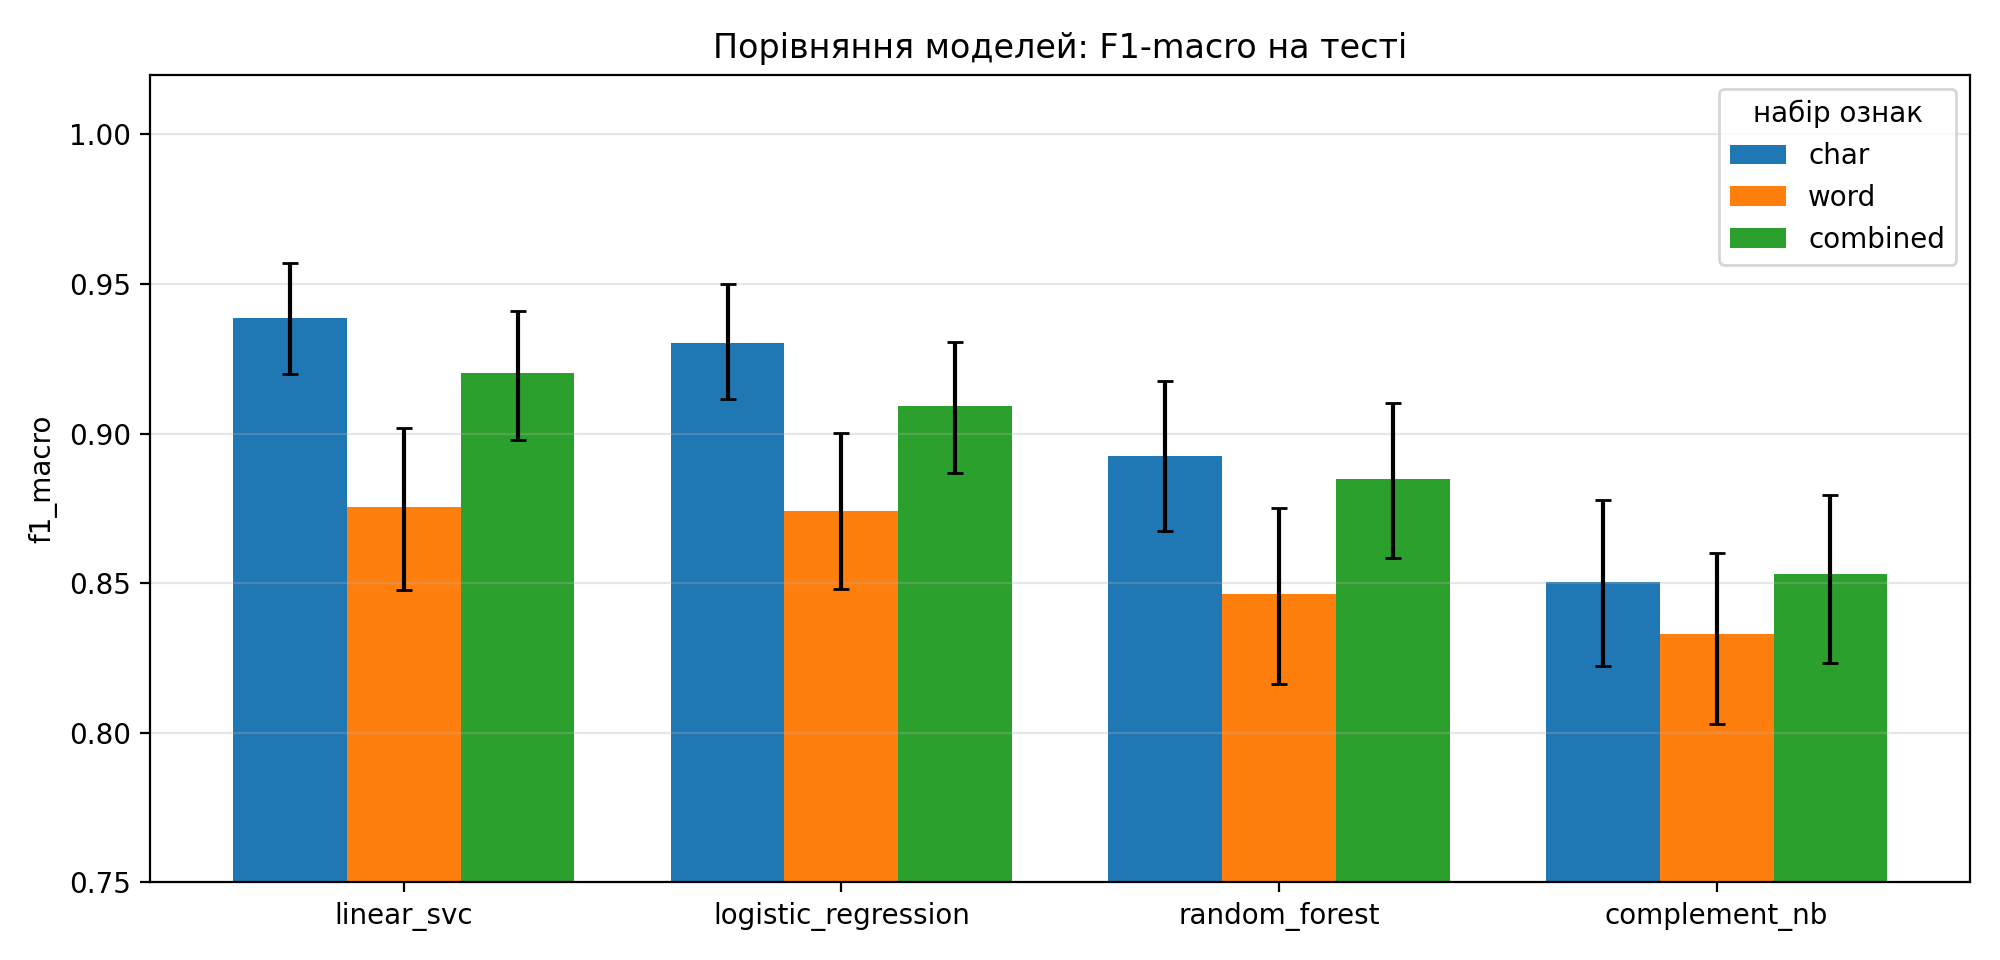 Порівняння моделей: F1-macro на тесті
набір ознак
char
word
combined
f1_macro
1.00
0.95
0.90
0.85
0.80
0.75
linear_svc
logistic_regression
random_forest
complement_nb